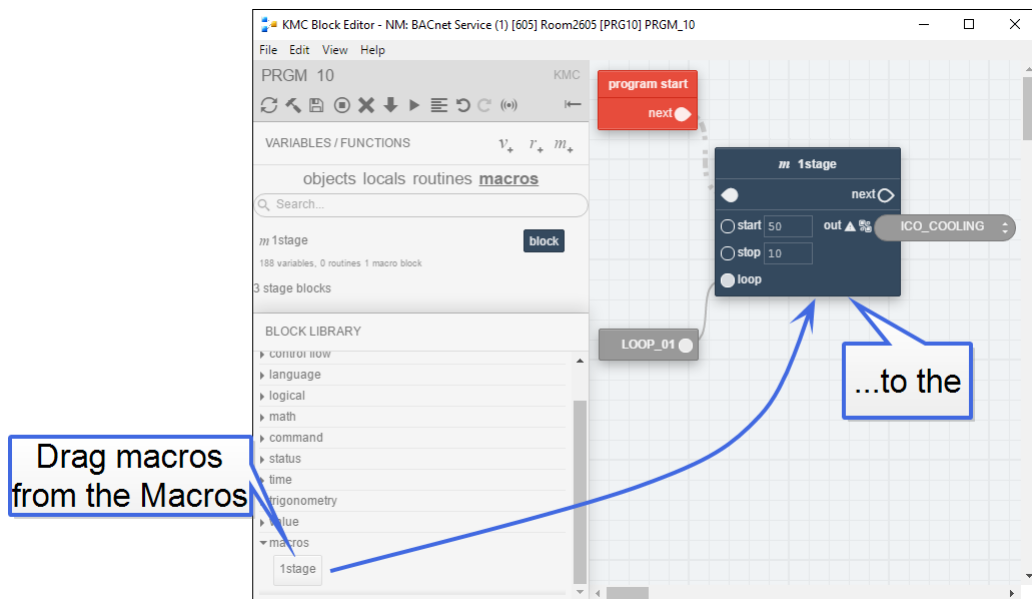 KMC Block Editor - NM: BACnet Service (1) [605] Room2605 [PRG10] PRGM_10
File Edit View Help
PRGM 10 KMC
VARIABLES / FUNCTIONS v+ r+ m+
objects locals routines macros
Search...
m 1stage block
188 variables, 0 routines 1 macro block
3 stage blocks
BLOCK LIBRARY
control flow
language
logical
math
command
status
time
trigonometry
value
macros
1stage
program start
next
m 1stage
next
start 50 out ICO_COOLING
stop 10
loop
LOOP_01
...to the
Drag macros
from the Macros